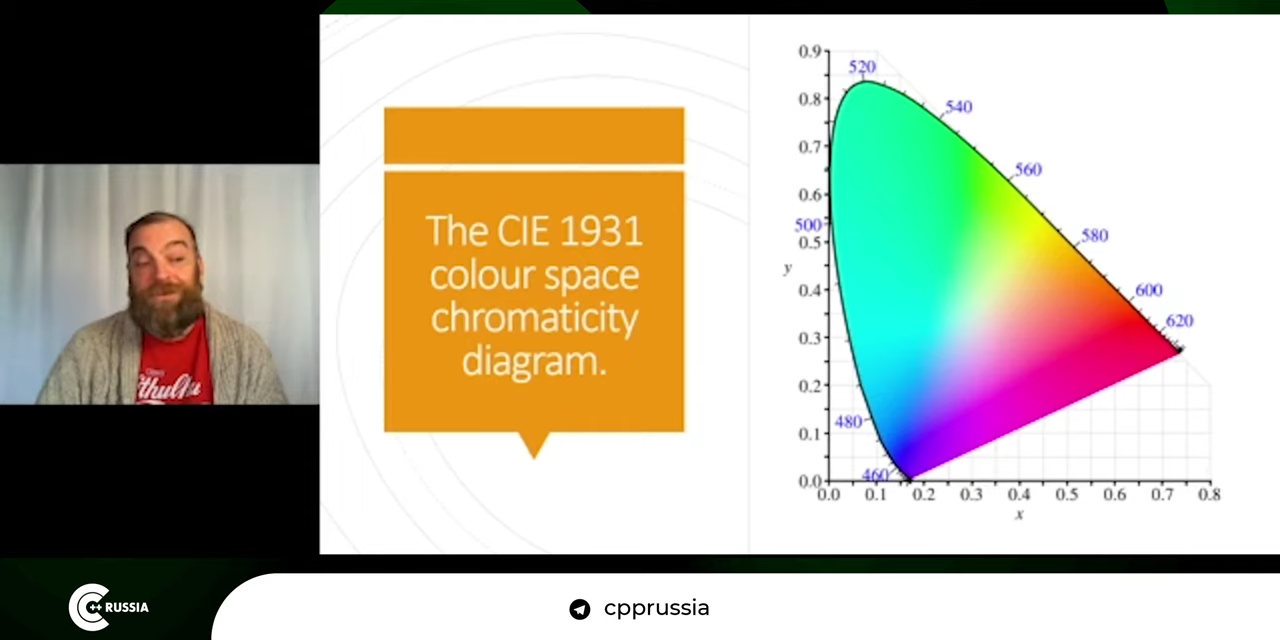 The CIE 1931
colour space
chromaticity
diagram.
0.9
0.8
0.7
0.6
0.5
0.4
0.3
0.2
0.1
0.0
y
520
540
560
580
600
620
500
480
460
0.0 0.1 0.2 0.3 0.4 0.5 0.6 0.7 0.8
x
C++ RUSSIA
cpprussia